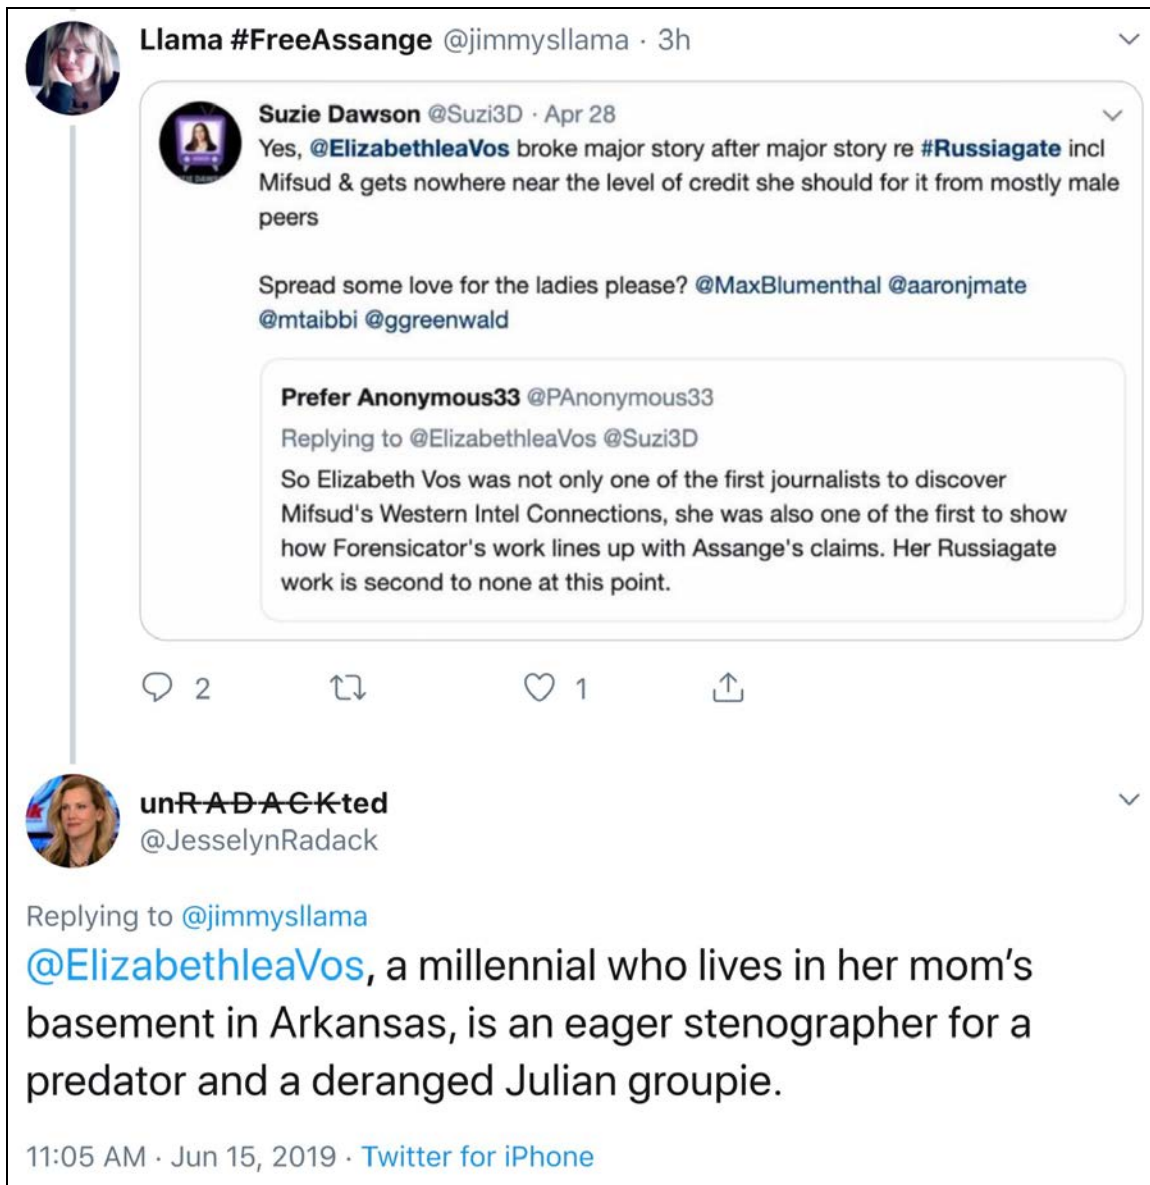 Llama #FreeAssange @jimmysllama · 3h
Suzie Dawson @Suzi3D · Apr 28
Yes, @ElizabethleaVos broke major story after major story re #Russiagate incl
Mifsud & gets nowhere near the level of credit she should for it from mostly male
peers
Spread some love for the ladies please? @MaxBlumenthal @aaronjmate
@mtaibbi @ggreenwald
Prefer Anonymous33 @PAnonymous33
Replying to @ElizabethleaVos @Suzi3D
So Elizabeth Vos was not only one of the first journalists to discover
Mifsud's Western Intel Connections, she was also one of the first to show
how Forensicator's work lines up with Assange's claims. Her Russiagate
work is second to none at this point.
2 1
unRADACKted
@JesselynRadack
Replying to @jimmysllama
@ElizabethleaVos, a millennial who lives in her mom's
basement in Arkansas, is an eager stenographer for a
predator and a deranged Julian groupie.
11:05 AM · Jun 15, 2019 · Twitter for iPhone